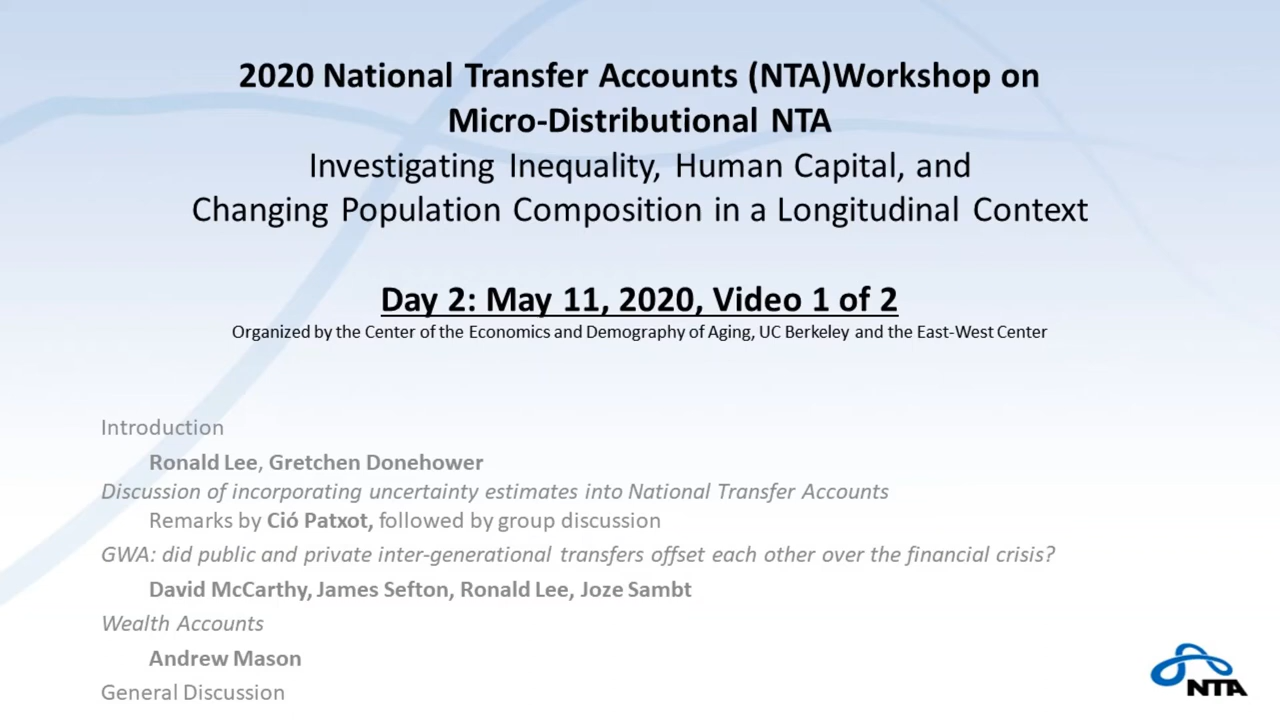 2020 National Transfer Accounts (NTA)Workshop on
Micro-Distributional NTA
Investigating Inequality, Human Capital, and
Changing Population Composition in a Longitudinal Context
Day 2: May 11, 2020, Video 1 of 2
Organized by the Center of the Economics and Demography of Aging, UC Berkeley and the East-West Center
Introduction
Ronald Lee, Gretchen Donehower
Discussion of incorporating uncertainty estimates into National Transfer Accounts
Remarks by Ció Patxot, followed by group discussion
GWA: did public and private inter-generational transfers offset each other over the financial crisis?
David McCarthy, James Sefton, Ronald Lee, Joze Sambt
Wealth Accounts
Andrew Mason
General Discussion
NTA